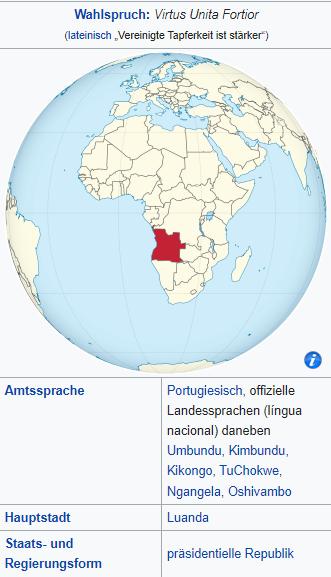 Wahlspruch: Virtus Unita Fortior
(lateinisch „Vereinigte Tapferkeit ist stärker“)
i
Amtssprache
Portugiesisch, offizielle
Landessprachen (língua
nacional) daneben
Umbundu, Kimbundu,
Kikongo, TuChokwe,
Ngangela, Oshivambo
Hauptstadt
Luanda
Staats- und
Regierungsform
präsidentielle Republik